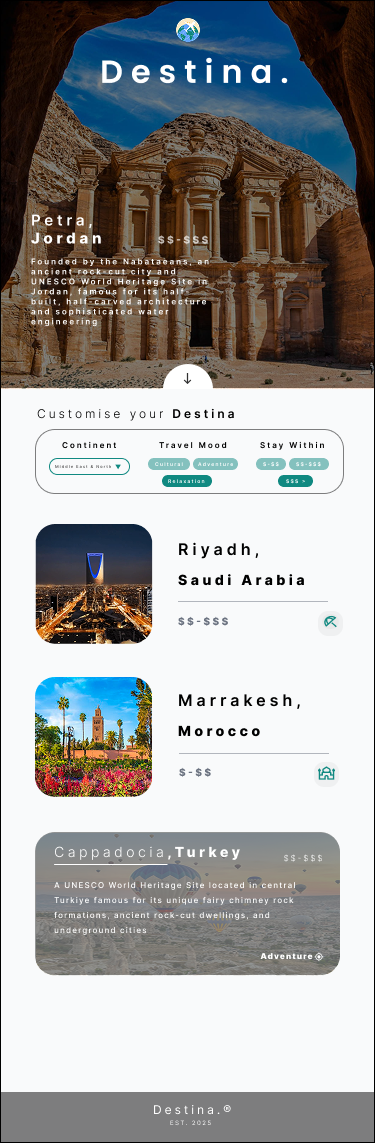 Destina.
Petra,
Jordan
$$-$$$
Founded by the Nabataeans, an
ancient rock-cut city and
UNESCO World Heritage Site in
Jordan, famous for its half-
built, half-carved architecture
and sophisticated water
engineering
Customise your Destina
Continent
Travel Mood
Stay Within
Middle East & North
Cultural
Adventure
$-$$
$$-$$$
Relaxation
$$$ >
Riyadh,
Saudi Arabia
$$-$$$
Marrakesh,
Morocco
$-$$
Cappadocia,Turkey
$$-$$$
A UNESCO World Heritage Site located in central
Turkiye famous for its unique fairy chimney rock
formations, ancient rock-cut dwellings, and
underground cities
Adventure
Destina.®
EST. 2025